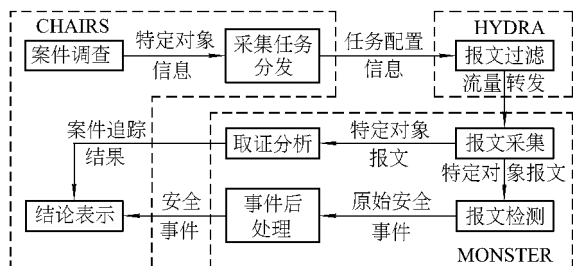 CHAIRS
HYDRA
案件调查
特定对象
信息
采集任务
分发
任务配置
信息
报文过滤
流量转发
案件追踪
结果
取证分析
特定对象
报文
报文采集
特定对象报文
结论表示
安全
事件
事件后
处理
原始安全
事件
报文检测
MONSTER